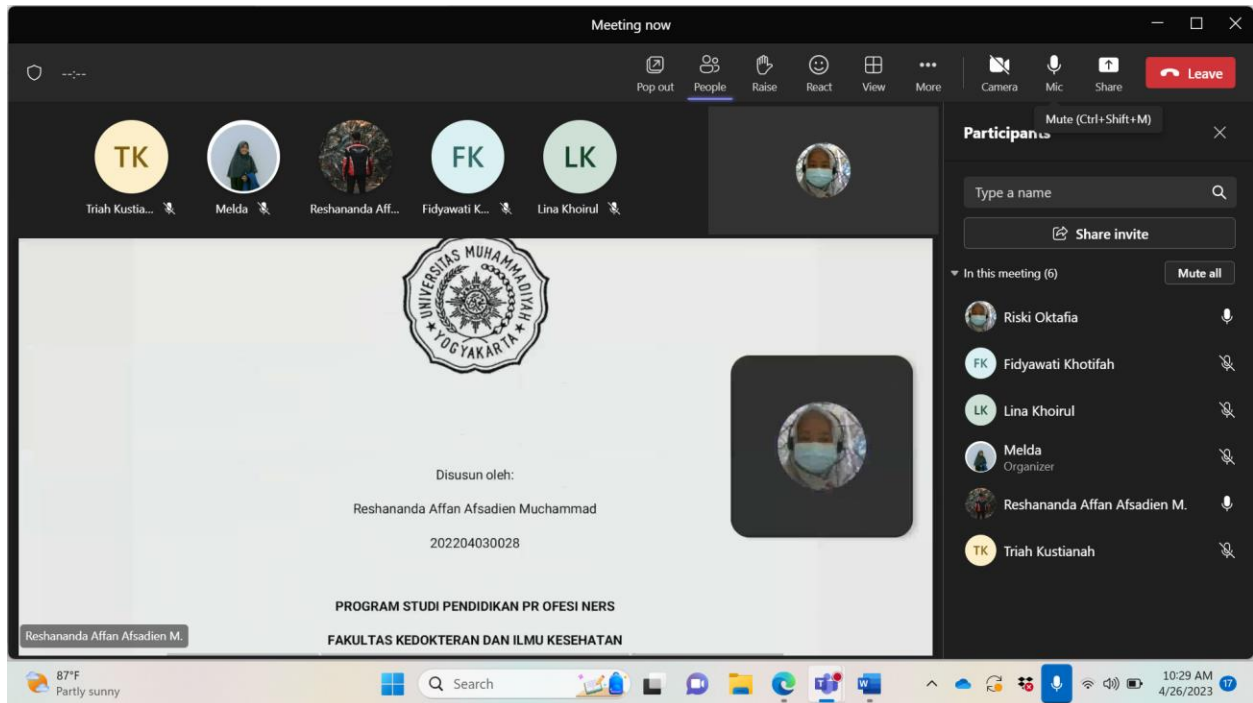 Meeting now
--:--
Pop out People Raise React View More Camera Mic Share Leave
Mute (Ctrl+Shift+M)
TK
FK
LK
Triah Kustia...
Melda
Reshananda Aff...
Fidyawati K...
Lina Khoirul
UNIVERSITAS MUHAMMADIYAH
YOGYAKARTA
Disusun oleh:
Reshananda Affan Afsadien Muchammad
202204030028
PROGRAM STUDI PENDIDIKAN PR OFESI NERS
FAKULTAS KEDOKTERAN DAN ILMU KESEHATAN
Reshananda Affan Afsadien M.
Participants
Type a name
Share invite
In this meeting (6) Mute all
Riski Oktafia
FK Fidyawati Khotifah
LK Lina Khoirul
Melda
Organizer
Reshananda Affan Afsadien M.
TK Triah Kustianah
87°F
Partly sunny
Search
10:29 AM
4/26/2023
17